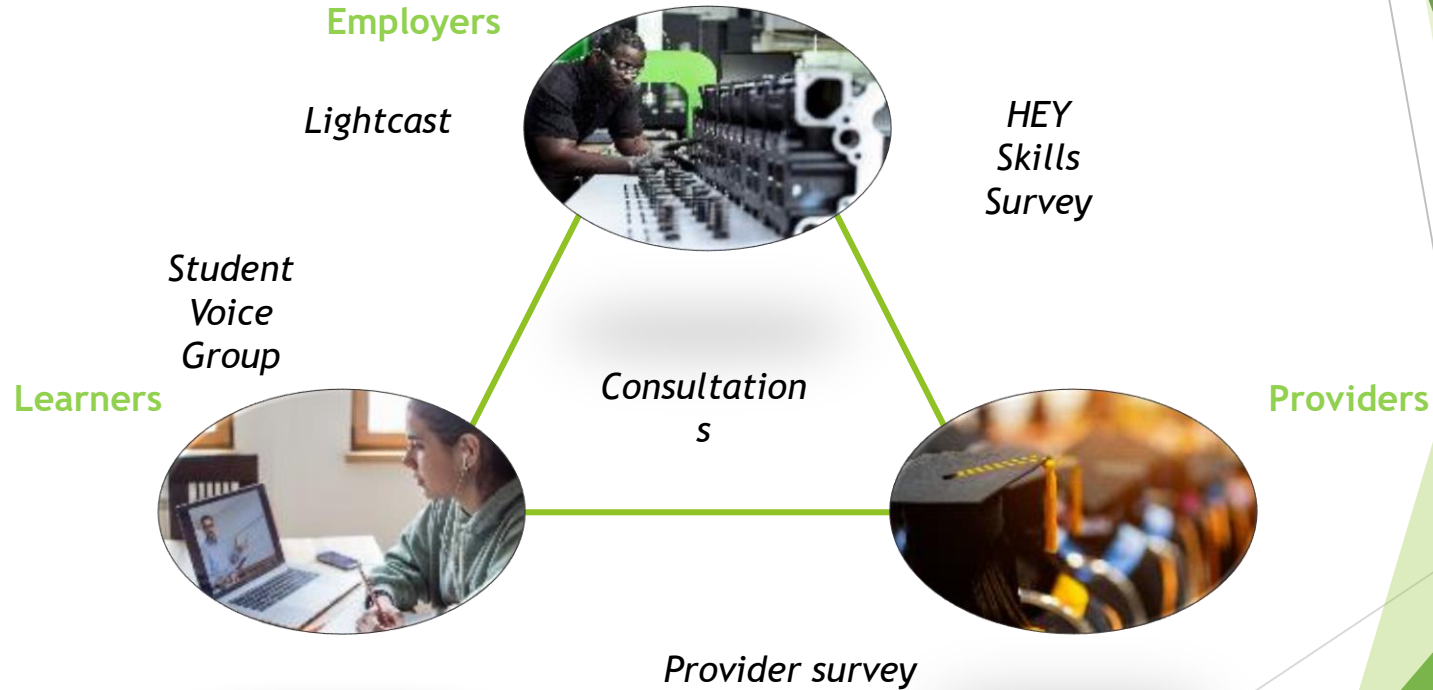 Employers
Lightcast
HEY
Skills
Survey
Student
Voice
Group
Learners
Consultation
s
Providers
Provider survey